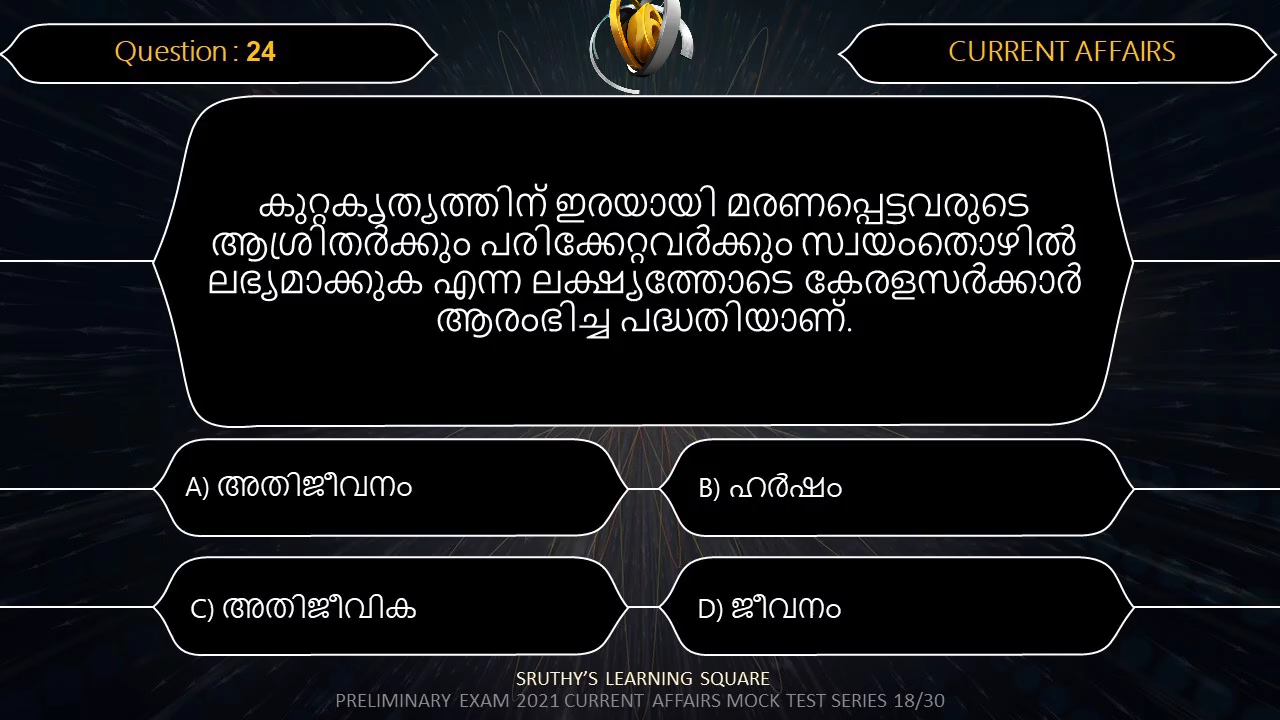 Question : 24
CURRENT AFFAIRS
കുറ്റകൃത്യത്തിന് ഇരയായി മരണപ്പെട്ടവരുടെ
ആശ്രിതർക്കും പരിക്കേറ്റവർക്കും സ്വയംതൊഴിൽ
ലഭ്യമാക്കുക എന്ന ലക്ഷ്യത്തോടെ കേരളസർക്കാർ
ആരംഭിച്ച പദ്ധതിയാണ്.
A) അതിജീവനം
B) ഹർഷം
C) അതിജീവിക
D) ജീവനം
SRUTHY'S LEARNING SQUARE
PRELIMINARY EXAM 2021 CURRENT AFFAIRS MOCK TEST SERIES 18/30